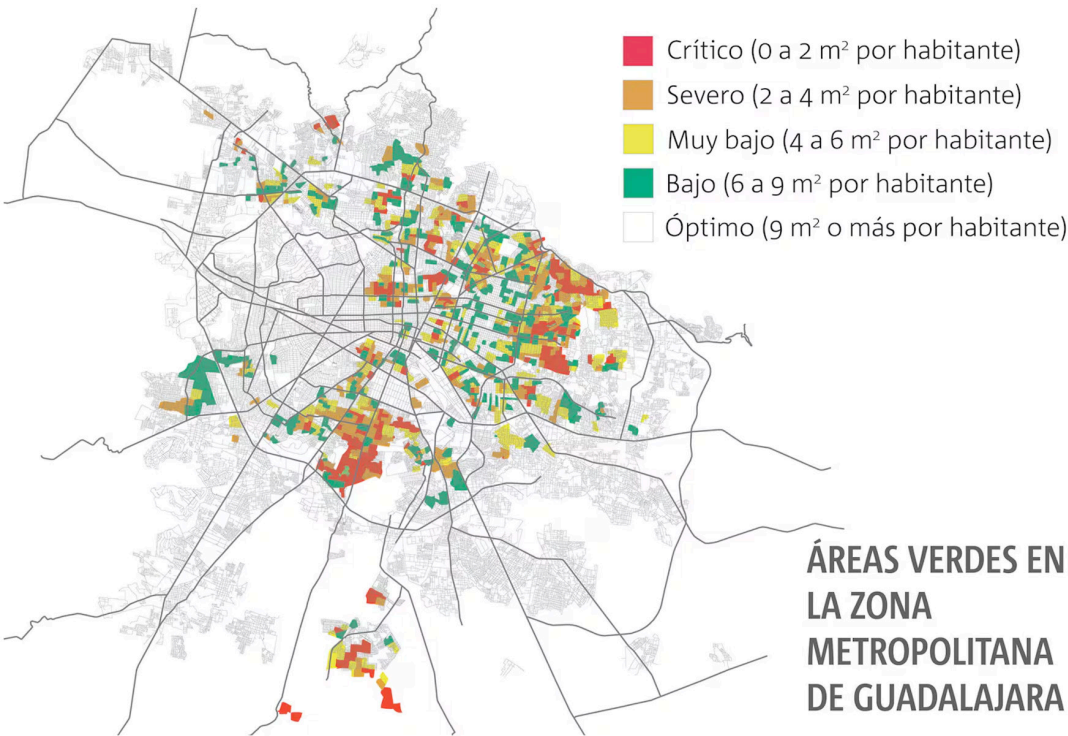 Crítico (0 a 2 m² por habitante)
Severo (2 a 4 m² por habitante)
Muy bajo (4 a 6 m² por habitante)
Bajo (6 a 9 m² por habitante)
Óptimo (9 m² o más por habitante)
ÁREAS VERDES EN
LA ZONA
METROPOLITANA
DE GUADALAJARA